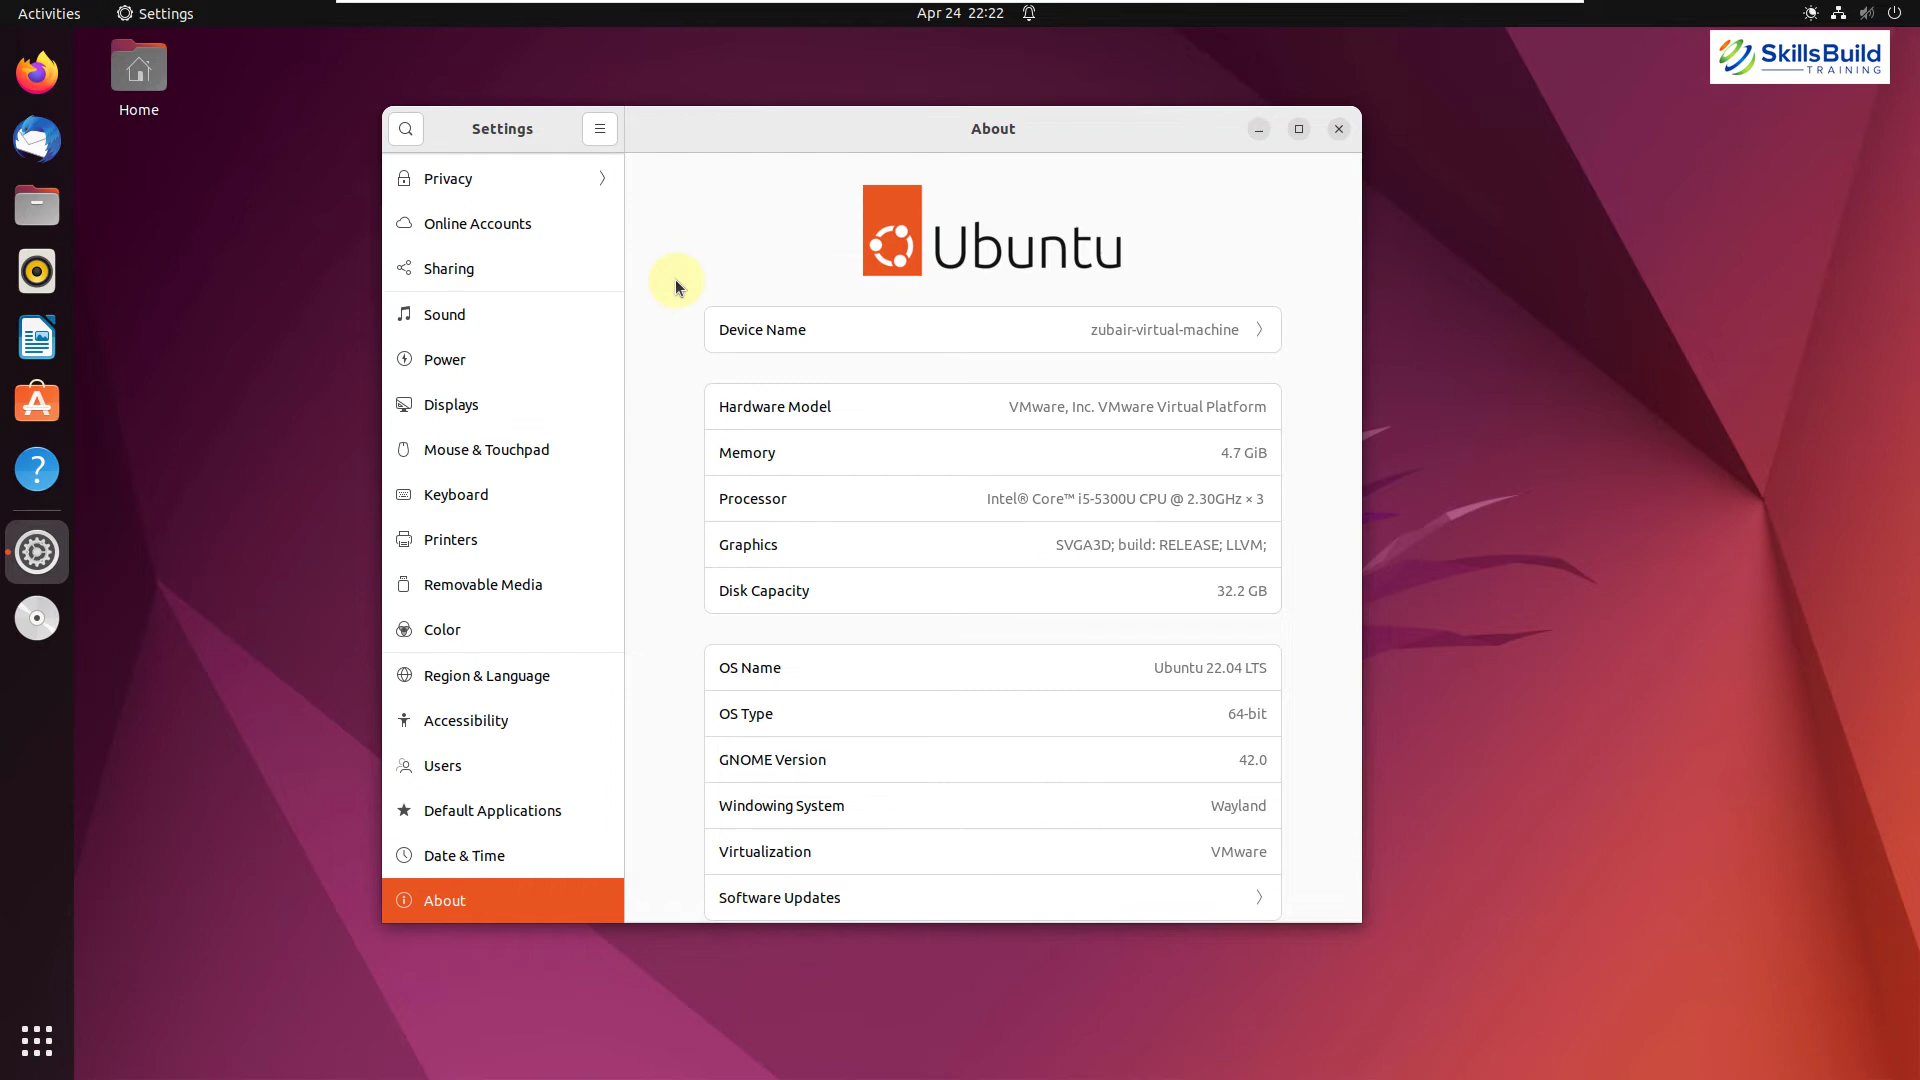 Activities
Settings
Apr 24 22:22
SkillsBuild
TRAINING
Home
Settings
About
Privacy
Online Accounts
Sharing
Sound
Power
Displays
Mouse & Touchpad
Keyboard
Printers
Removable Media
Color
Region & Language
Accessibility
Users
Default Applications
Date & Time
About
Ubuntu
Device Name zubair-virtual-machine
Hardware Model VMware, Inc. VMware Virtual Platform
Memory 4.7 GiB
Processor Intel® Core™ i5-5300U CPU @ 2.30GHz × 3
Graphics SVGA3D; build: RELEASE; LLVM;
Disk Capacity 32.2 GB
OS Name Ubuntu 22.04 LTS
OS Type 64-bit
GNOME Version 42.0
Windowing System Wayland
Virtualization VMware
Software Updates